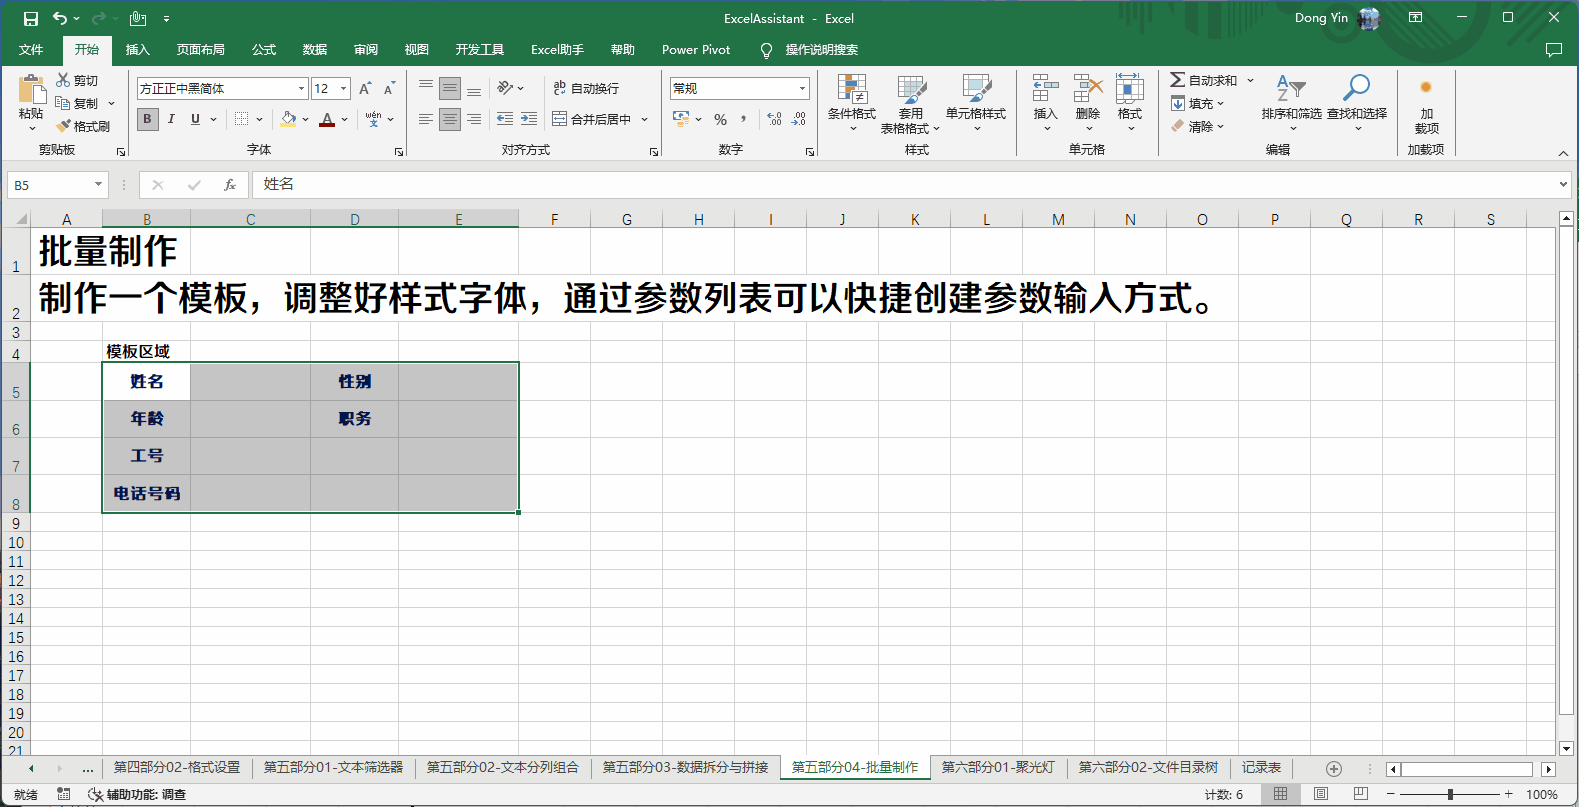 ExcelAssistant - Excel
Dong Yin
文件 开始 插入 页面布局 公式 数据 审阅 视图 开发工具 Excel助手 帮助 Power Pivot 操作说明搜索
粘贴
剪切
复制
格式刷
剪贴板
方正正中黑简体 12
B I U A wén 文
字体
ab 自动换行
合并后居中
对齐方式
常规
% , .00
数字
条件格式
套用
表格格式
单元格样式
样式
插入 删除 格式
单元格
自动求和
填充
清除
排序和筛选 查找和选择
编辑
加
载项
加载项
B5 fx 姓名
A B C D E F G H I J K L M N O P Q R S
1 批量制作
2 制作一个模板，调整好样式字体，通过参数列表可以快捷创建参数输入方式。
3
4 模板区域
5 姓名 性别
6 年龄 职务
7 工号
8 电话号码
9
10
11
12
13
14
15
16
17
18
19
20
21
... 第四部分02-格式设置 第五部分01-文本筛选器 第五部分02-文本分列组合 第五部分03-数据拆分与拼接 第五部分04-批量制作 第六部分01-聚光灯 第六部分02-文件目录树 记录表
就绪 辅助功能: 调查 计数: 6 100%